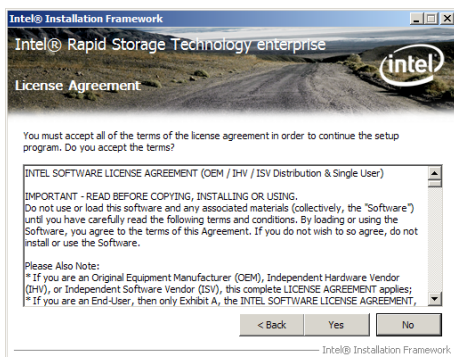 Intel® Installation Framework
Intel® Rapid Storage Technology enterprise
(intel)
License Agreement
You must accept all of the terms of the license agreement in order to continue the setup
program. Do you accept the terms?
INTEL SOFTWARE LICENSE AGREEMENT (OEM / IHV / ISV Distribution & Single User)
IMPORTANT - READ BEFORE COPYING, INSTALLING OR USING.
Do not use or load this software and any associated materials (collectively, the "Software")
until you have carefully read the following terms and conditions. By loading or using the
Software, you agree to the terms of this Agreement. If you do not wish to so agree, do not
install or use the Software.
Please Also Note:
* If you are an Original Equipment Manufacturer (OEM), Independent Hardware Vendor
(IHV), or Independent Software Vendor (ISV), this complete LICENSE AGREEMENT applies;
* If you are an End-User, then only Exhibit A, the INTEL SOFTWARE LICENSE AGREEMENT,
< Back Yes No
Intel® Installation Framework